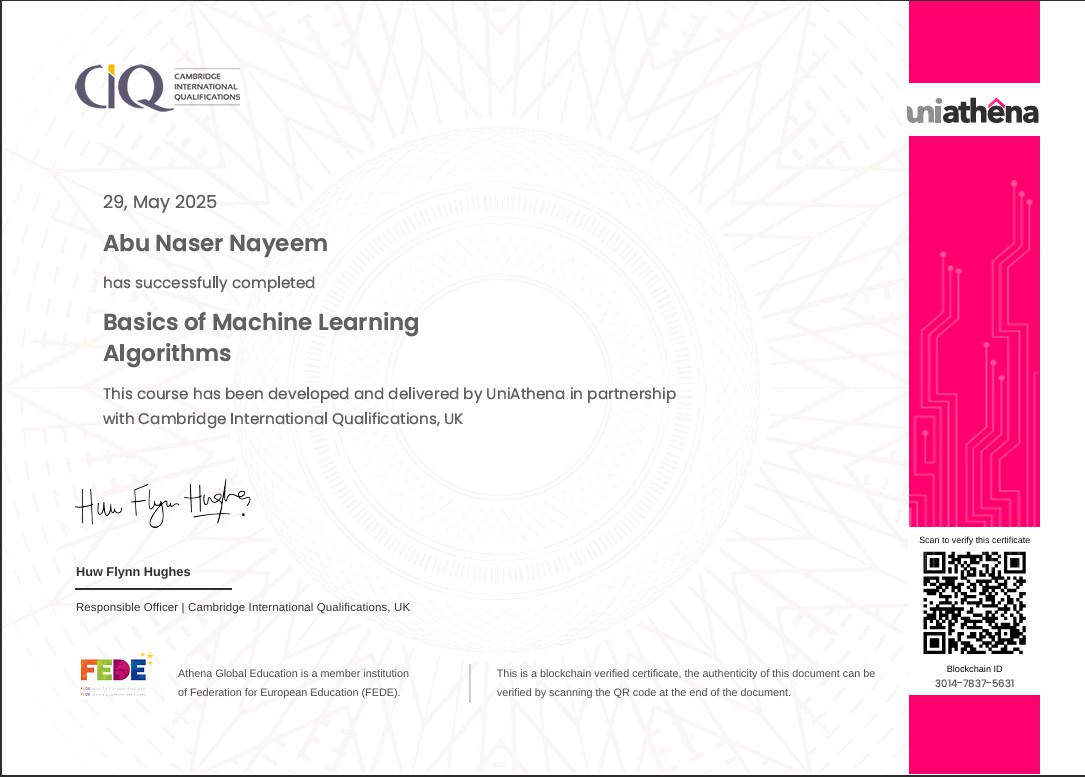 CIQ
CAMBRIDGE
INTERNATIONAL
QUALIFICATIONS
uniathena
29, May 2025
Abu Naser Nayeem
has successfully completed
Basics of Machine Learning
Algorithms
This course has been developed and delivered by UniAthena in partnership
with Cambridge International Qualifications, UK
Huw Flynn Hughes
Huw Flynn Hughes
Responsible Officer | Cambridge International Qualifications, UK
FEDE
Athena Global Education is a member institution
of Federation for European Education (FEDE).
This is a blockchain verified certificate, the authenticity of this document can be
verified by scanning the QR code at the end of the document.
Scan to verify this certificate
Blockchain ID
3014-7837-5631